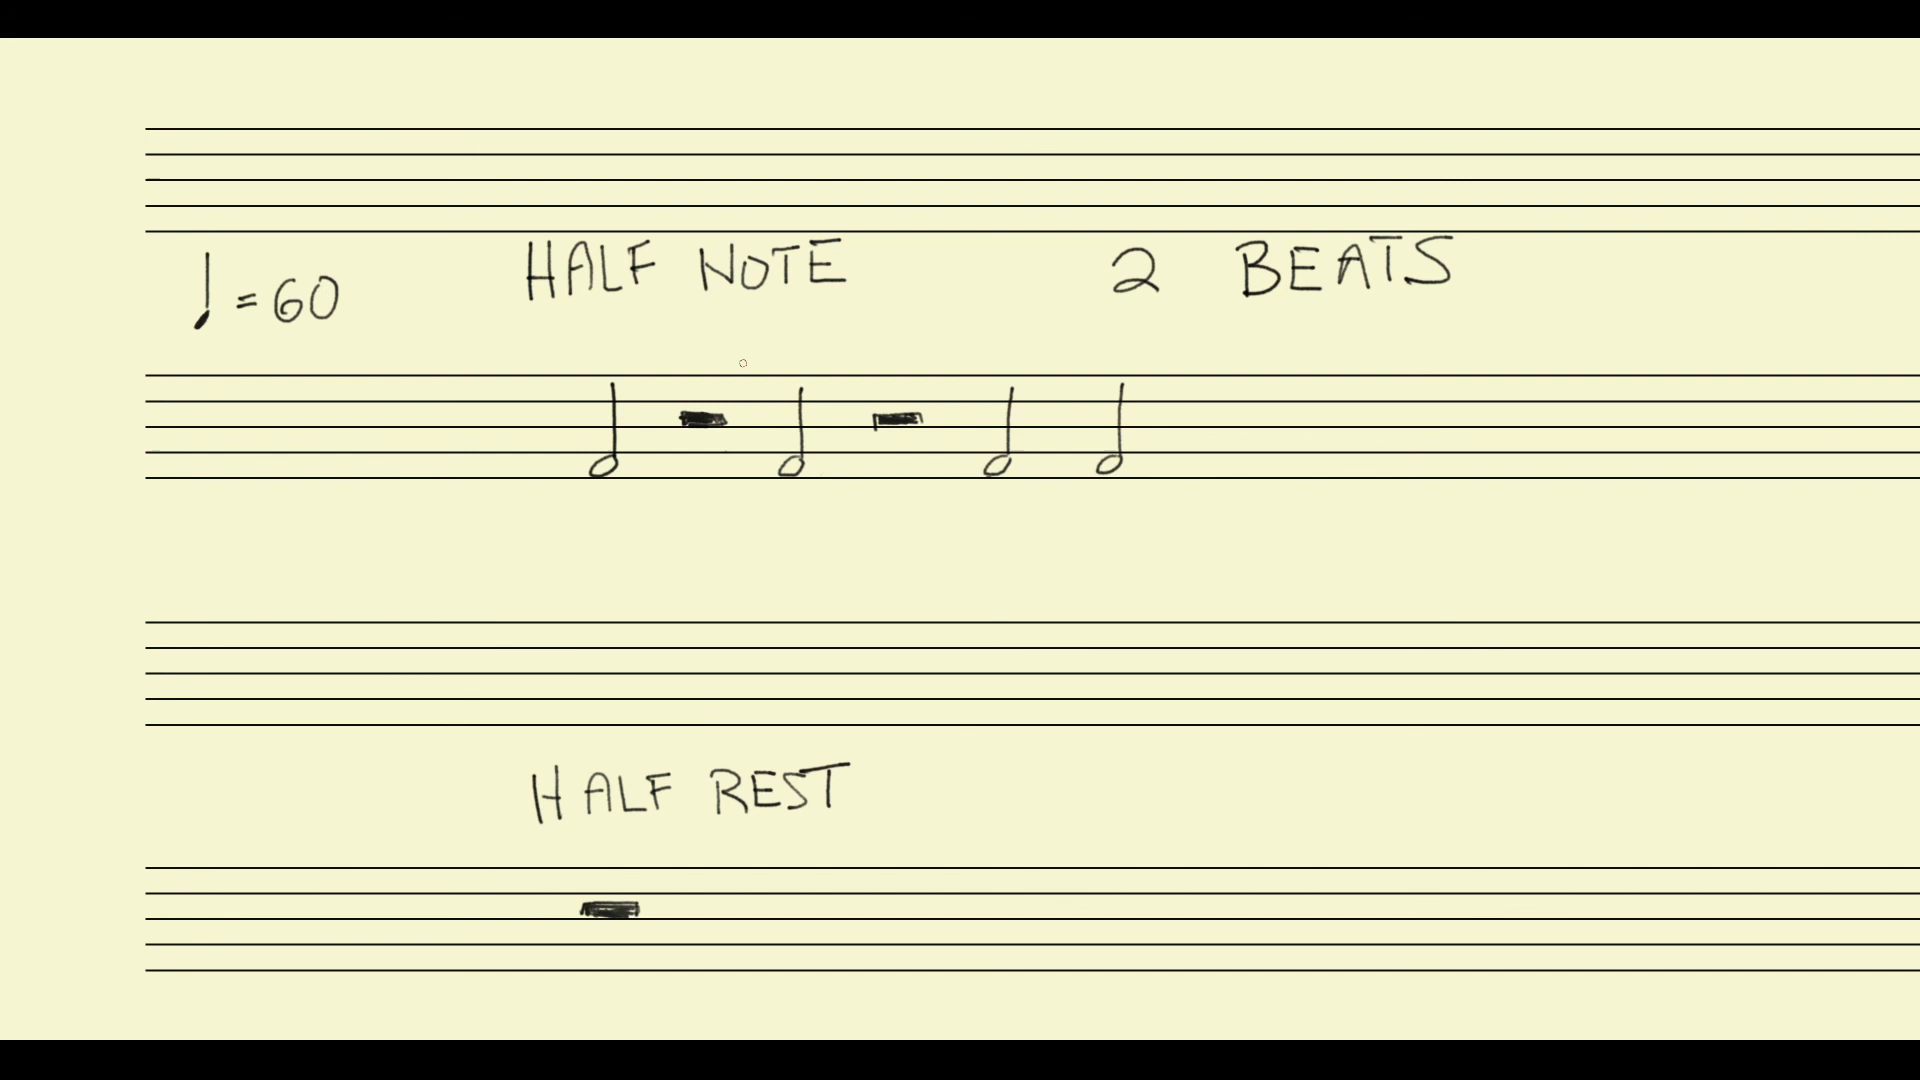 ♩ = 60 HALF NOTE 2 BEATS
HALF REST